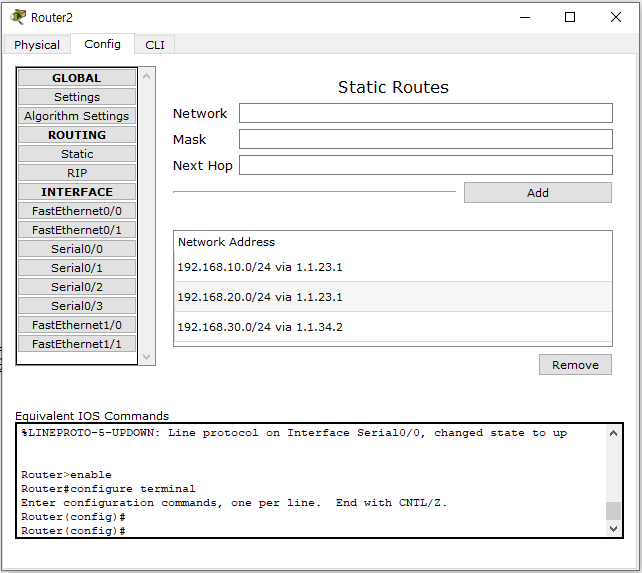 Router2
Physical Config CLI
GLOBAL
Settings
Algorithm Settings
ROUTING
Static
RIP
INTERFACE
FastEthernet0/0
FastEthernet0/1
Serial0/0
Serial0/1
Serial0/2
Serial0/3
FastEthernet1/0
FastEthernet1/1
Static Routes
Network
Mask
Next Hop
Add
Network Address
192.168.10.0/24 via 1.1.23.1
192.168.20.0/24 via 1.1.23.1
192.168.30.0/24 via 1.1.34.2
Remove
Equivalent IOS Commands
%LINEPROTO-5-UPDOWN: Line protocol on Interface Serial0/0, changed state to up
Router>enable
Router#configure terminal
Enter configuration commands, one per line.  End with CNTL/Z.
Router(config)#
Router(config)#